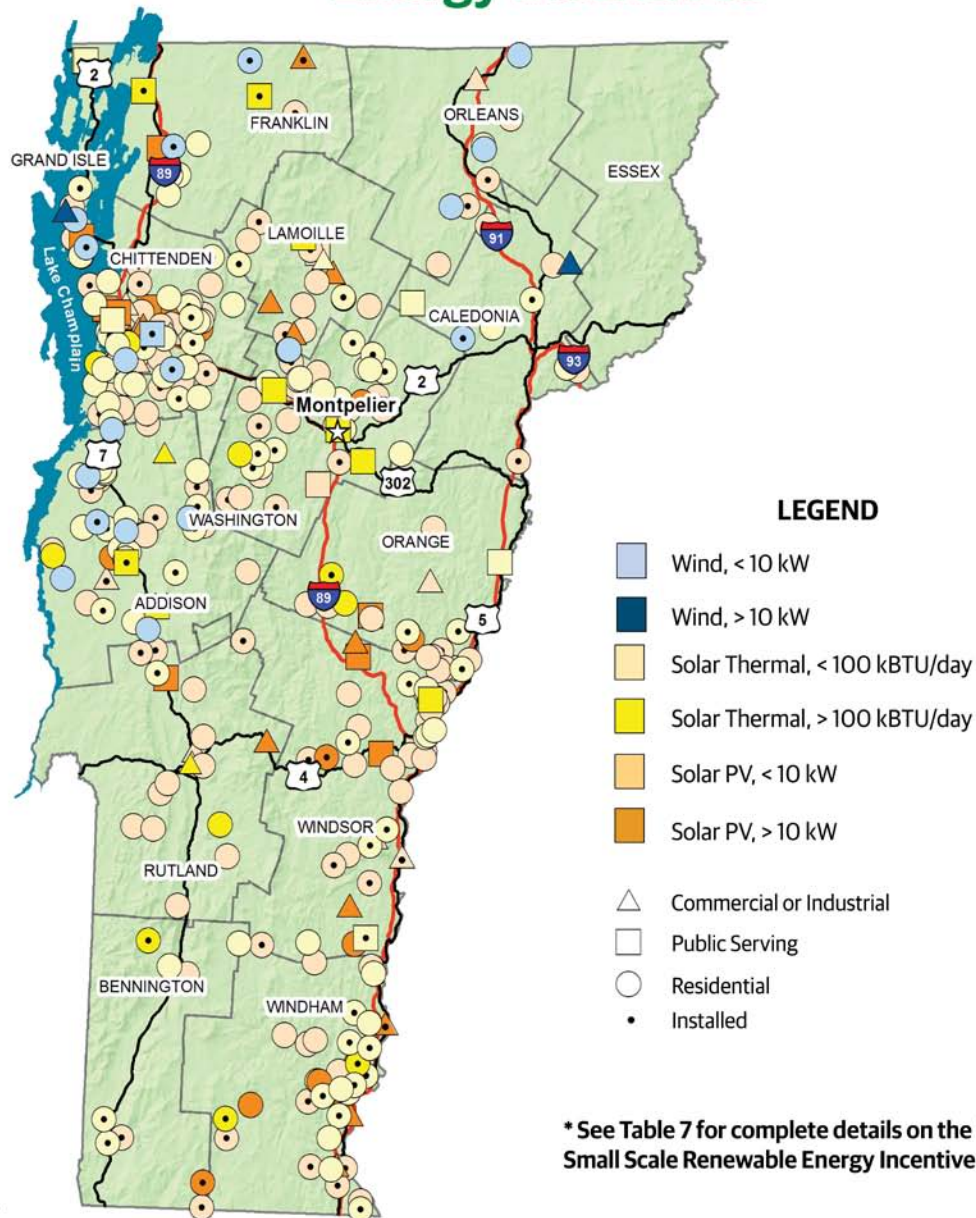 2
FRANKLIN
ORLEANS
ESSEX
GRAND ISLE
89
LAMOILLE
91
CHITTENDEN
Lake Champlain
CALEDONIA
93
2
Montpelier
7
302
WASHINGTON
ORANGE
89
ADDISON
5
4
WINDSOR
RUTLAND
BENNINGTON
WINDHAM
LEGEND
Wind, < 10 kW
Wind, > 10 kW
Solar Thermal, < 100 kBTU/day
Solar Thermal, > 100 kBTU/day
Solar PV, < 10 kW
Solar PV, > 10 kW
Commercial or Industrial
Public Serving
Residential
Installed
* See Table 7 for complete details on the
Small Scale Renewable Energy Incentive